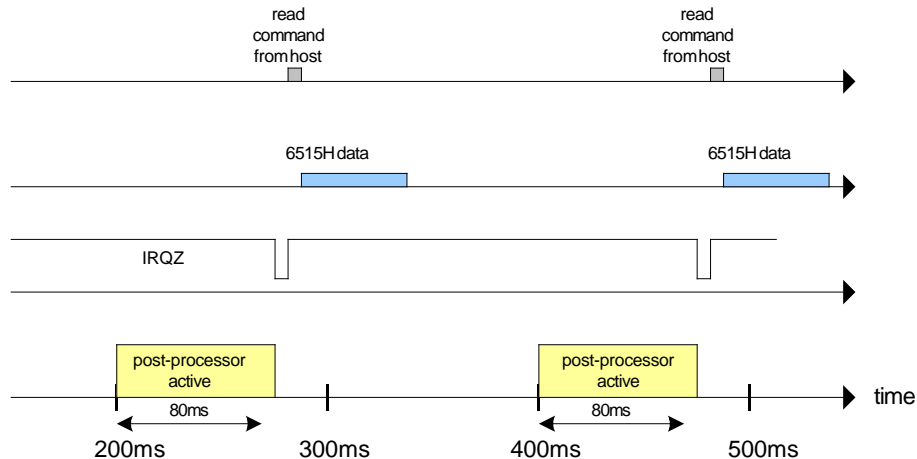 read
command
from host
read
command
from host
6515H data
6515H data
IRQZ
post-processor
active
post-processor
active
time
80ms
80ms
200ms
300ms
400ms
500ms